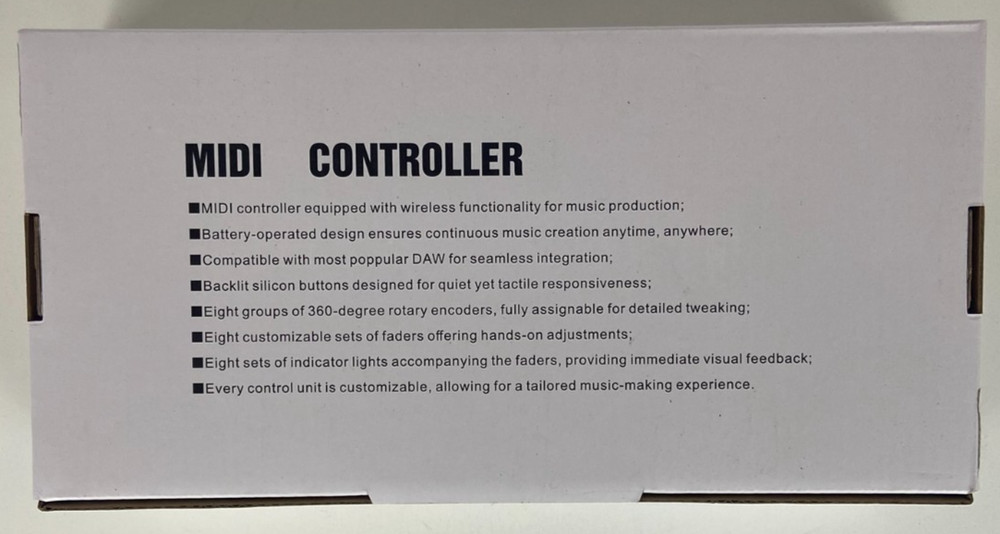 MIDI CONTROLLER
■MIDI controller equipped with wireless functionality for music production;
■Battery-operated design ensures continuous music creation anytime, anywhere;
■Compatible with most poppular DAW for seamless integration;
■Backlit silicon buttons designed for quiet yet tactile responsiveness;
■Eight groups of 360-degree rotary encoders, fully assignable for detailed tweaking;
■Eight customizable sets of faders offering hands-on adjustments;
■Eight sets of indicator lights accompanying the faders, providing immediate visual feedback;
■Every control unit is customizable, allowing for a tailored music-making experience.